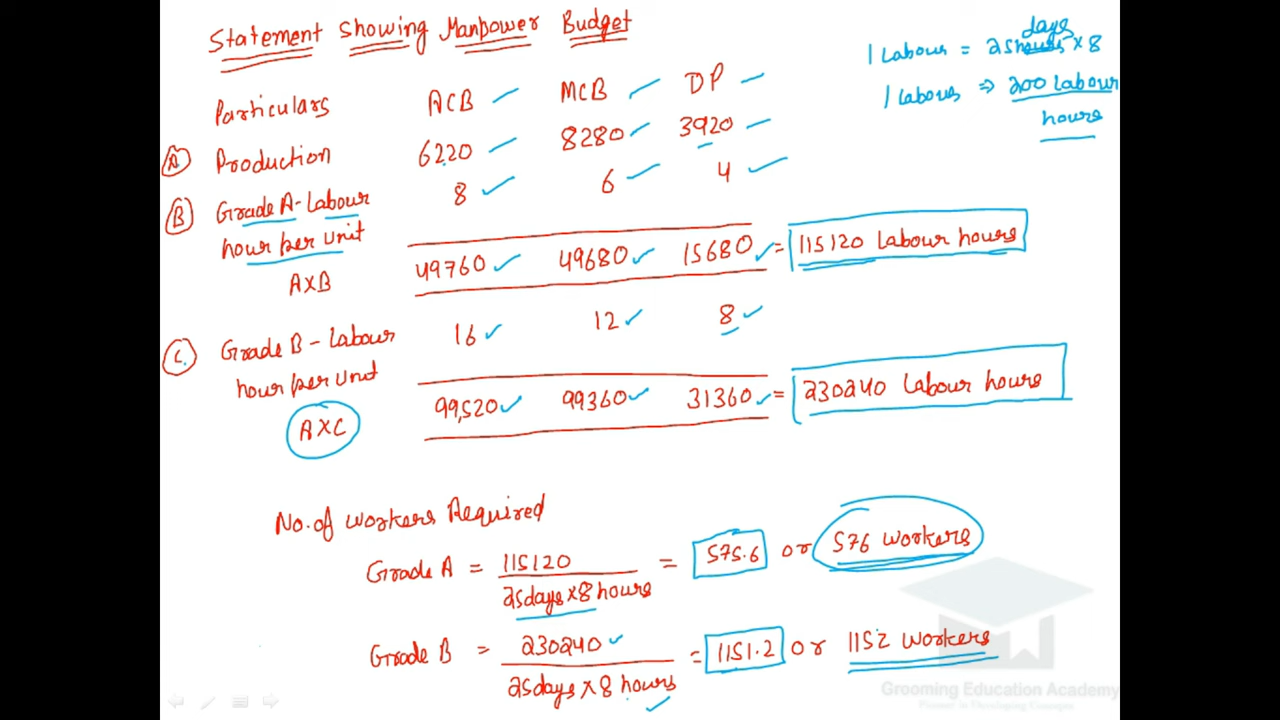 Statement Showing Manpower Budget
1 Labour = 25 hours days × 8
1 Labour ⇒ 200 Labour hours
Particulars ACB MCB DP
(A) Production 6220 8280 3920
(B) Grade A - Labour hour per unit 8 6 4
A×B 49760 49680 15680 = 115120 Labour hours
(C) Grade B - Labour hour per unit 16 12 8
A×C 99,520 99360 31360 = 230240 Labour hours
No. of workers Required
Grade A = 115120 / 25days × 8 hours = 575.6 or 576 workers
Grade B = 230240 / 25days × 8 hours = 1151.2 or 1152 workers
Grooming Education Academy